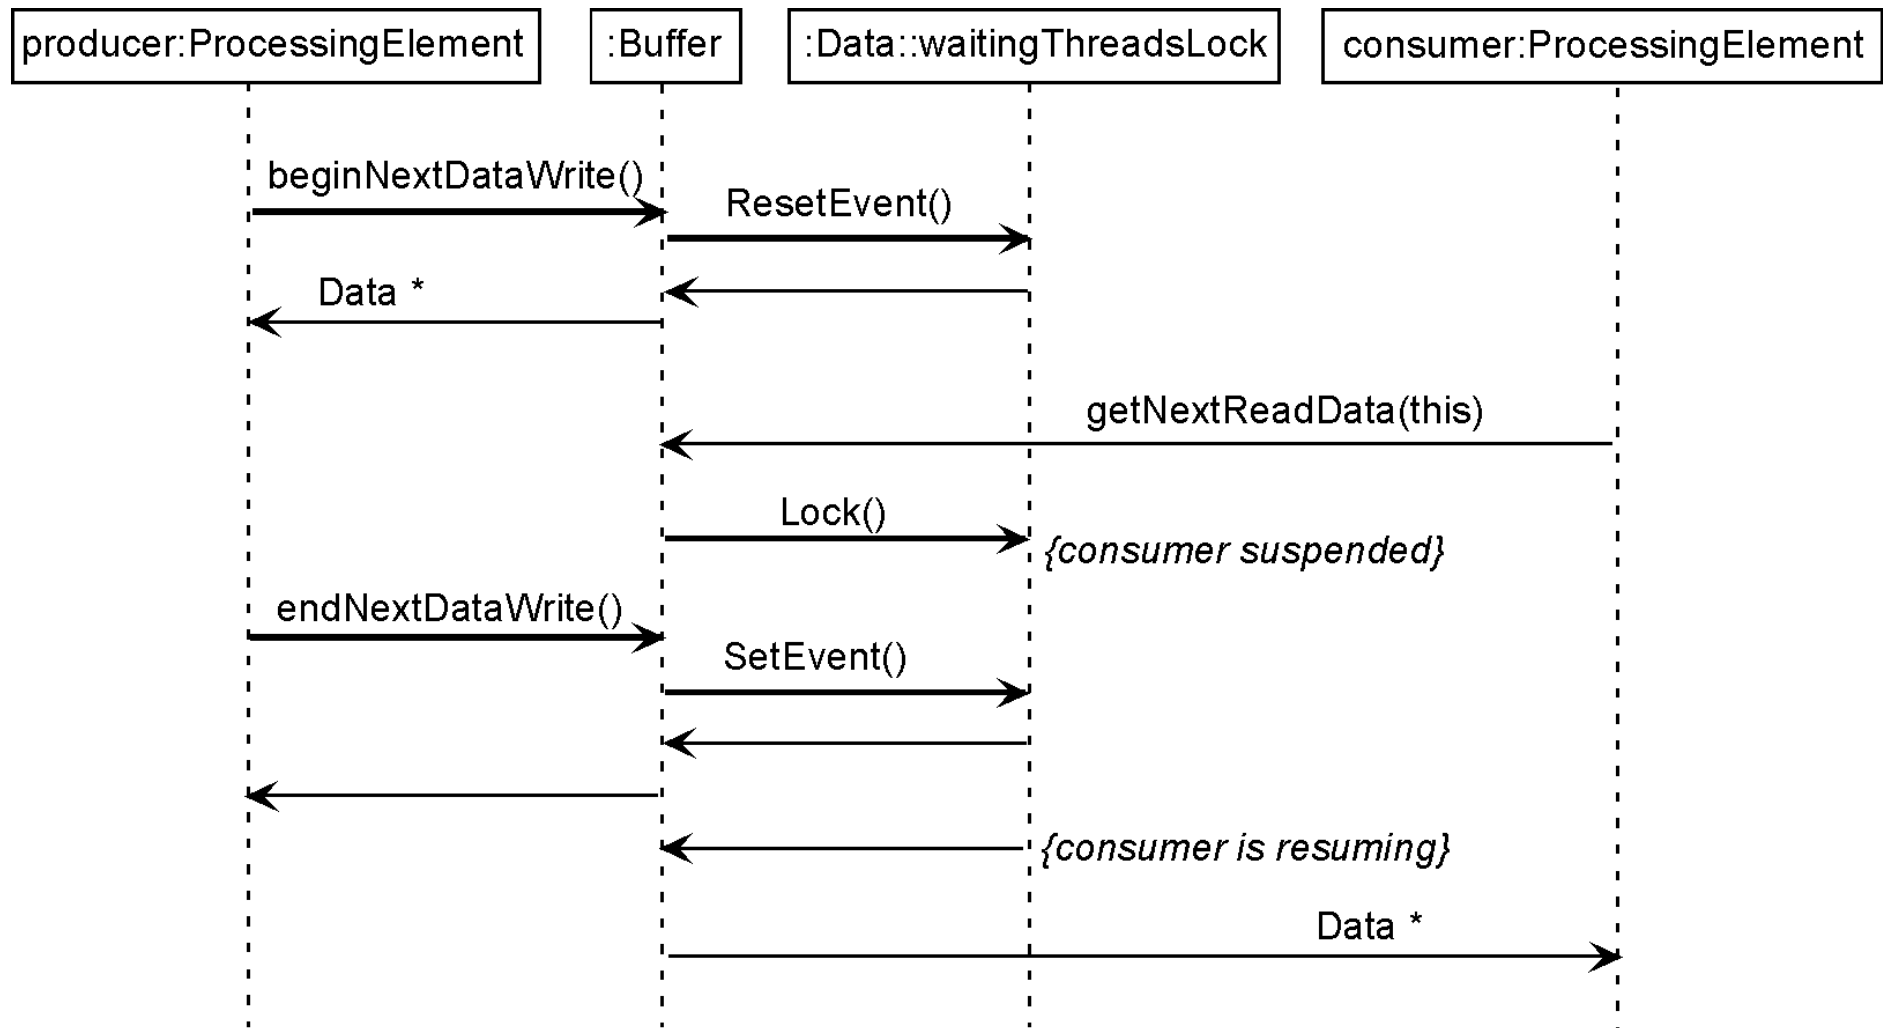 producer:ProcessingElement
:Buffer
:Data::waitingThreadsLock
consumer:ProcessingElement
beginNextDataWrite()
ResetEvent()
Data *
getNextReadData(this)
Lock()
{consumer suspended}
endNextDataWrite()
SetEvent()
{consumer is resuming}
Data *